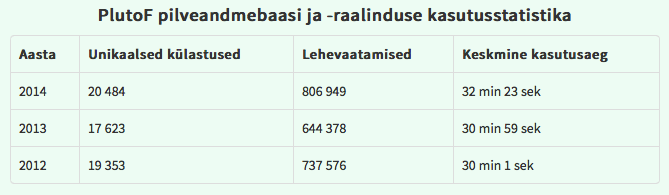 PlutoF pilveandmebaasi ja -raalinduse kasutusstatistika
Aasta Unikaalsed külastused Lehevaatamised Keskmine kasutusaeg
2014 20 484 806 949 32 min 23 sek
2013 17 623 644 378 30 min 59 sek
2012 19 353 737 576 30 min 1 sek